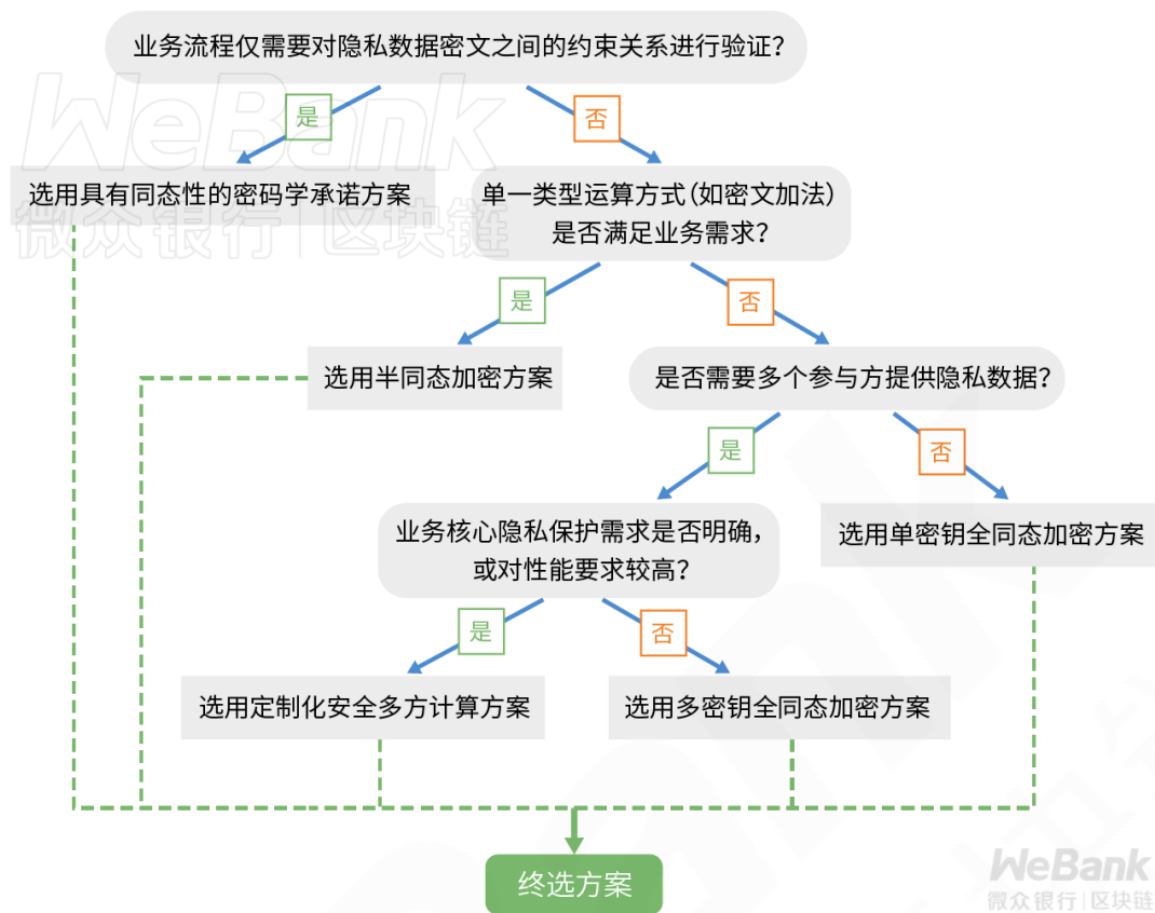 业务流程仅需要对隐私数据密文之间的约束关系进行验证？
WeBank
微众银行|区块链
是
否
选用具有同态性的密码学承诺方案
单一类型运算方式（如密文加法）
是否满足业务需求？
是
否
选用半同态加密方案
是否需要多个参与方提供隐私数据？
是
否
业务核心隐私保护需求是否明确，
或对性能要求较高？
选用单密钥全同态加密方案
是
否
选用定制化安全多方计算方案
选用多密钥全同态加密方案
终选方案
WeBank
微众银行|区块链